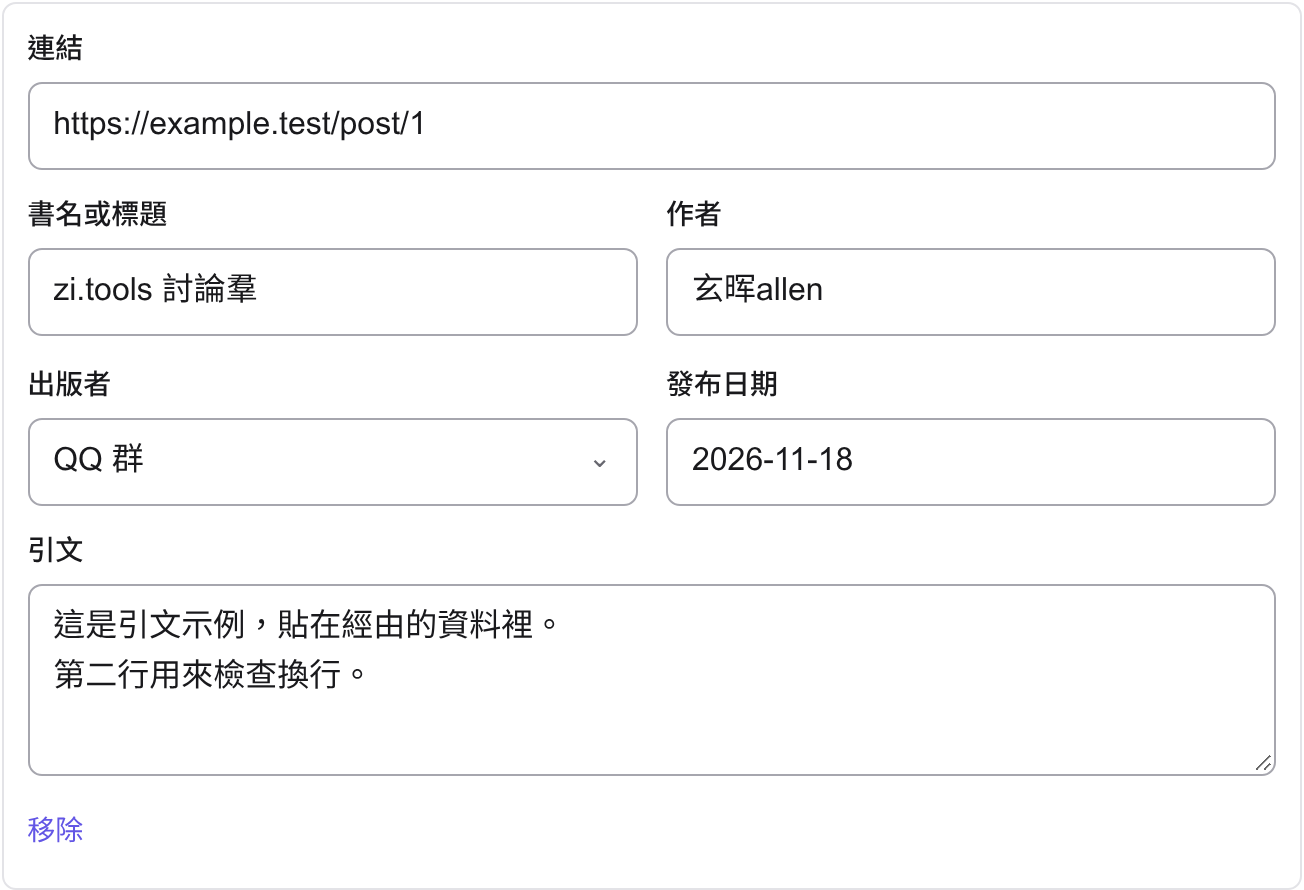 連結
https://example.test/post/1
書名或標題
作者
zi.tools 討論羣
玄晖allen
出版者
發布日期
QQ 群
2026-11-18
引文
這是引文示例，貼在經由的資料裡。
第二行用來檢查換行。
移除